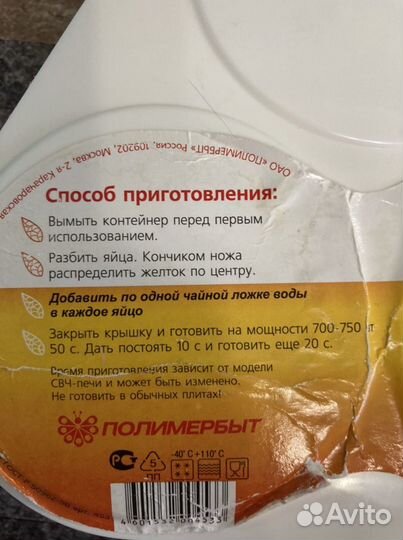 ОАО «ПОЛИМЕРБЫТ» Россия, 109202, Москва, 2-я Карачаровская
Способ приготовления:
Вымыть контейнер перед первым
использованием.
Разбить яйца. Кончиком ножа
распределить желток по центру.
Добавить по одной чайной ложке воды
в каждое яйцо
Закрыть крышку и готовить на мощности 700-750 вт
50 с. Дать постоять 10 с и готовить еще 20 с.
Время приготовления зависит от модели
СВЧ-печи и может быть изменено.
Не готовить в обычных плитах!
ПОЛИМЕРБЫТ
-40° С +110° С
5
ПП
Avito